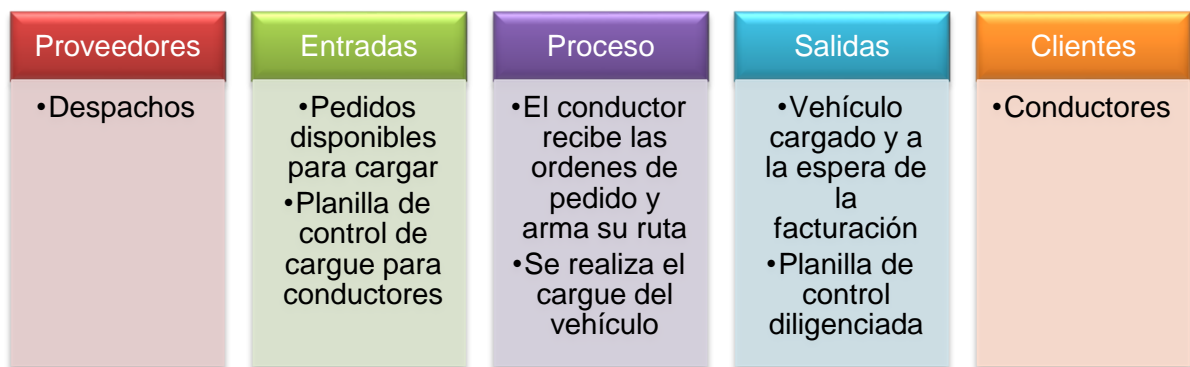 Proveedores
•Despachos
Entradas
•Pedidos
disponibles
para cargar
•Planilla de
control de
cargue para
conductores
Proceso
•El conductor
recibe las
ordenes de
pedido y
arma su ruta
•Se realiza el
cargue del
vehículo
Salidas
•Vehículo
cargado y a
la espera de
la
facturación
•Planilla de
control
diligenciada
Clientes
•Conductores